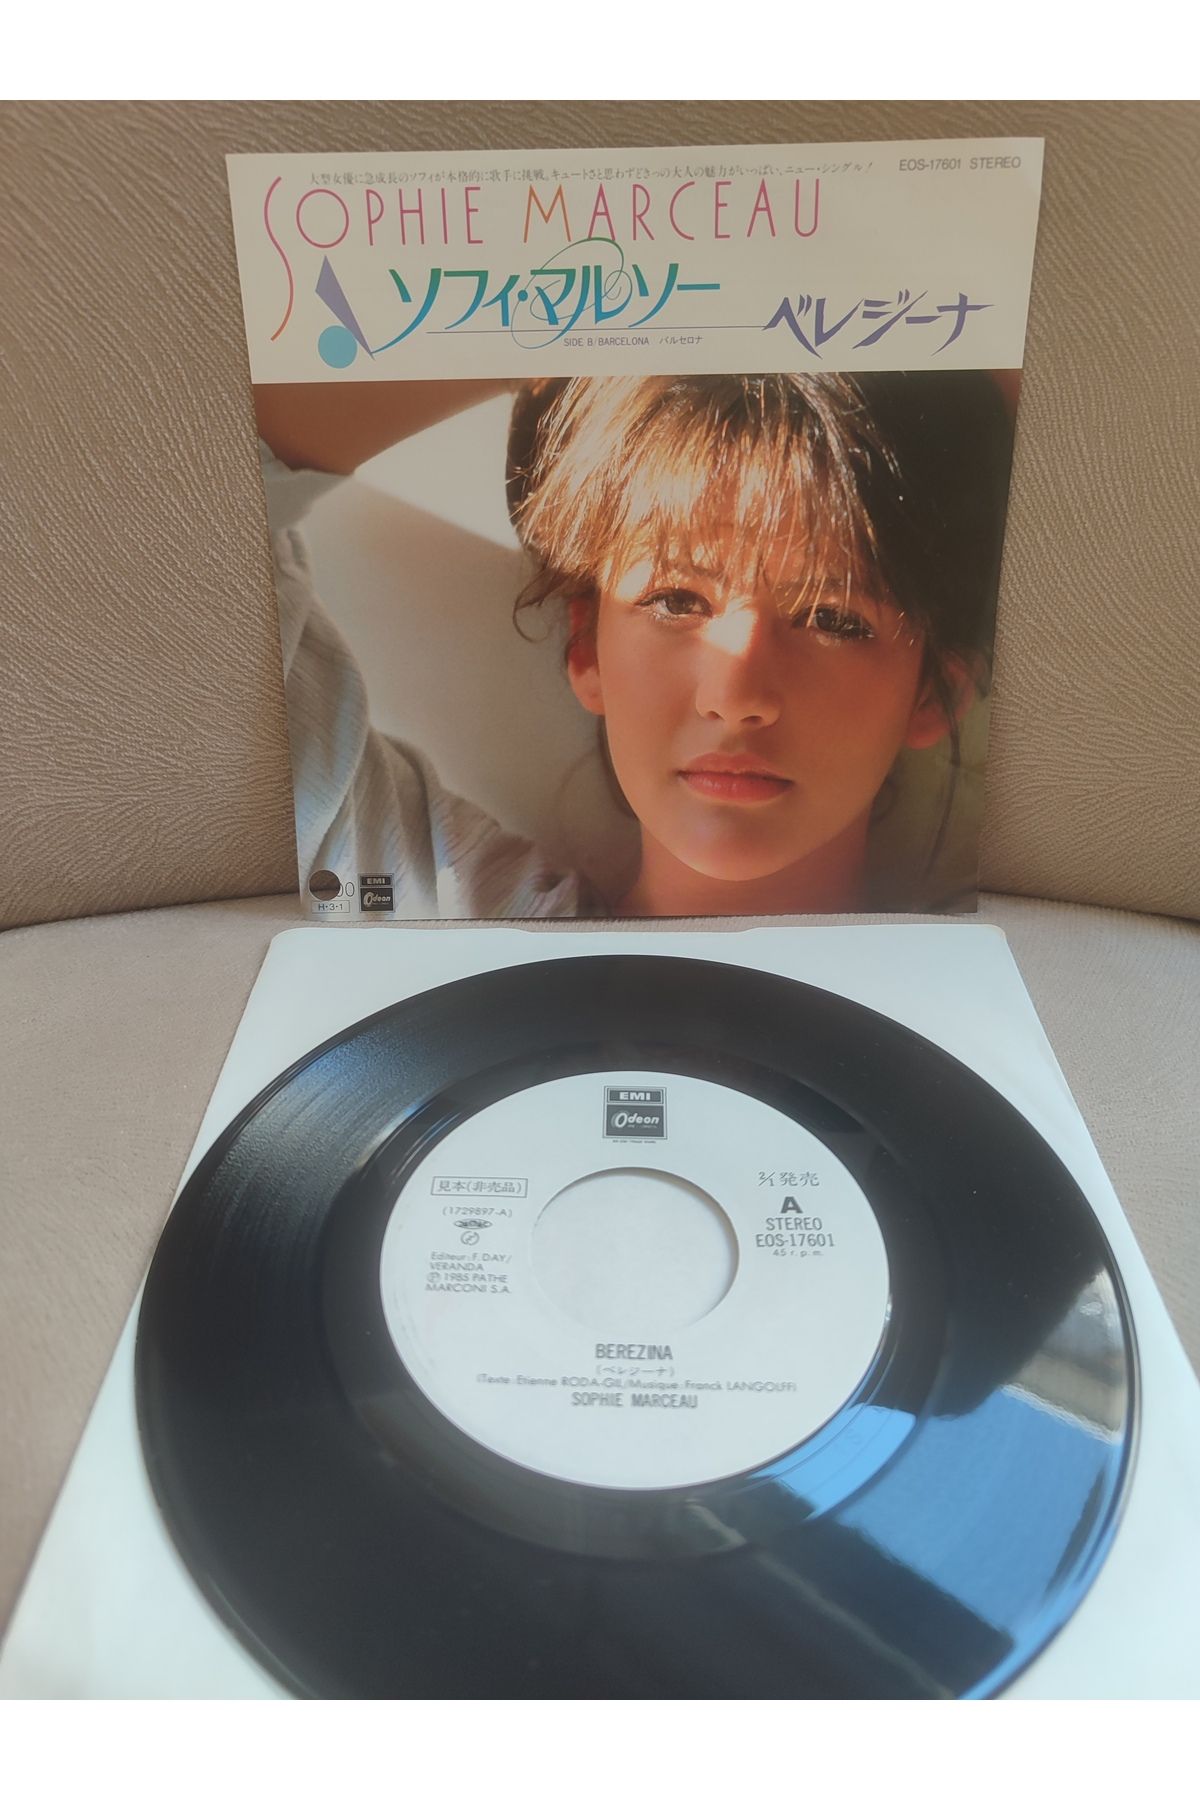 大型女優に急成長のソフィが本格的に歌手に挑戦。キュートさと思わずどきっの大人の魅力がいっぱい、ニュー・シングル!
EOS-17601 STEREO
SOPHIE MARCEAU
ソフィ・マルソー
ベレジーナ
SIDE B/BARCELONA バルセロナ
00
H・3・1
EMI
Odeon
EMI
Odeon
見本(非売品)
2/1 発売
(1729897-A)
A
STEREO
EOS-17601
45 r.p.m.
JASRAC
Editeur: F. DAY/
VERANDA
Ⓟ 1985 PATHE
MARCONI S.A.
BEREZINA
(ベレジーナ)
(Texte: Etienne RODA-GIL/Musique: Franck LANGOLFF)
SOPHIE MARCEAU